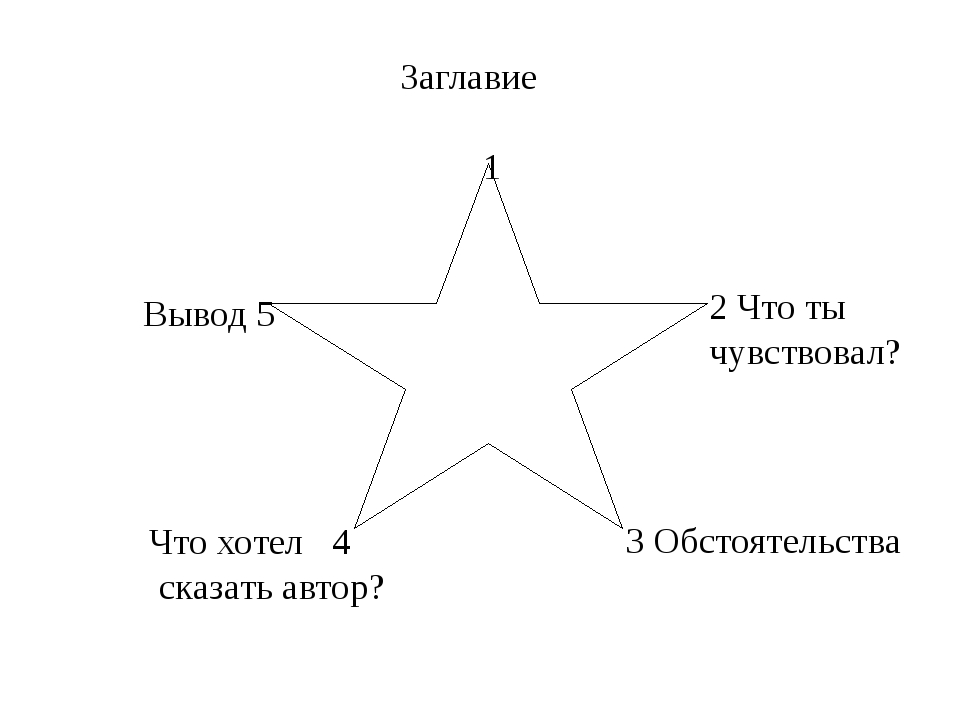 Заглавие
1
2 Что ты
чувствовал?
3 Обстоятельства
Что хотел 4
сказать автор?
Вывод 5